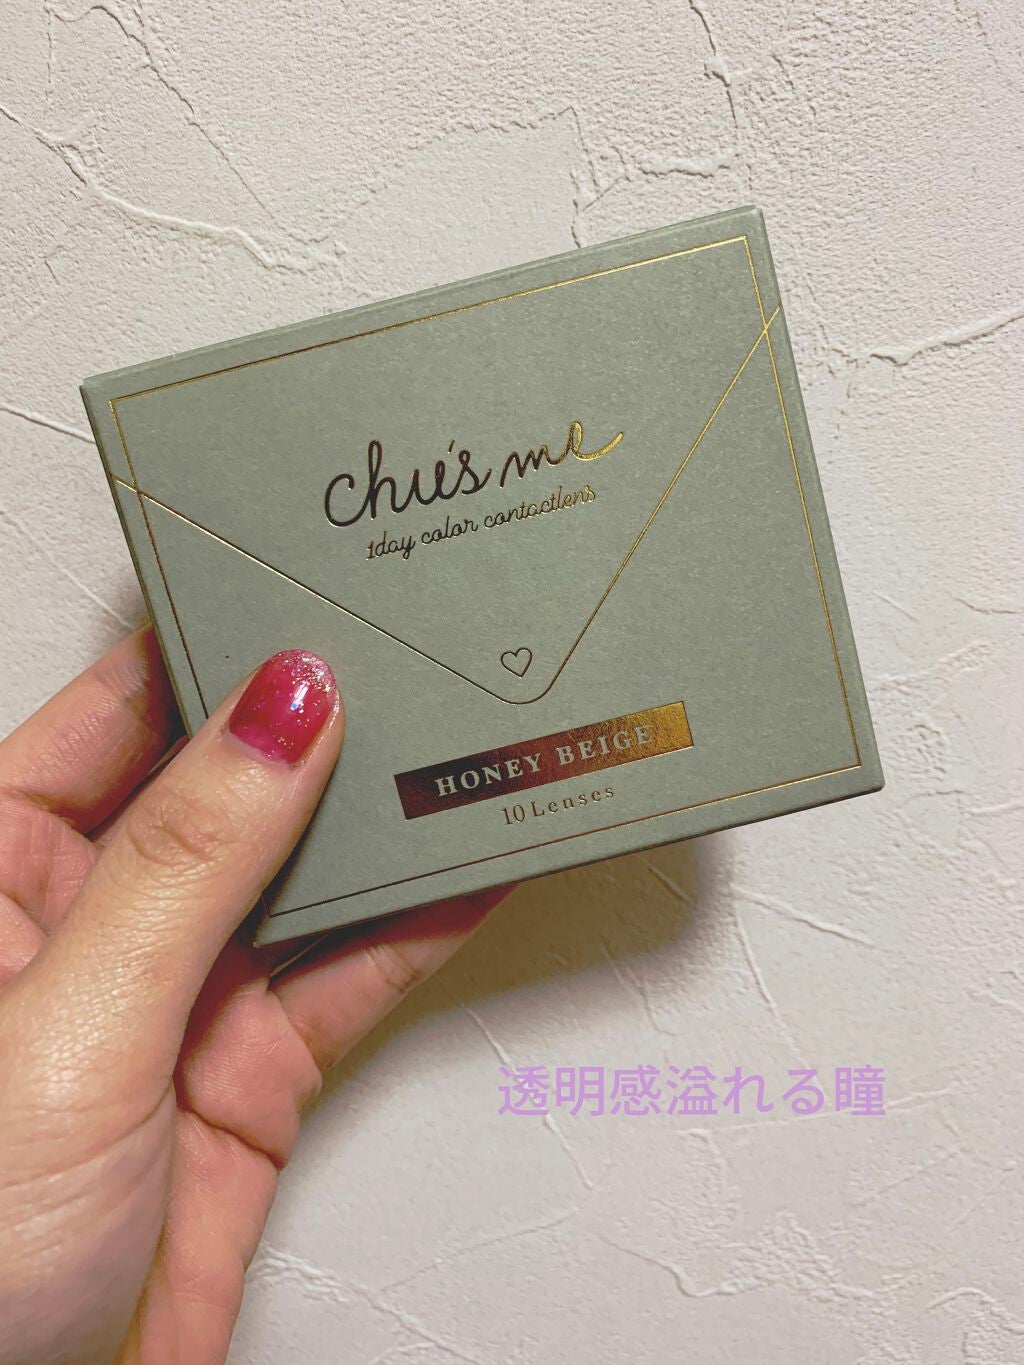 chu's me
1day color contactlens
HONEY BEIGE
10 Lenses
透明感溢れる瞳